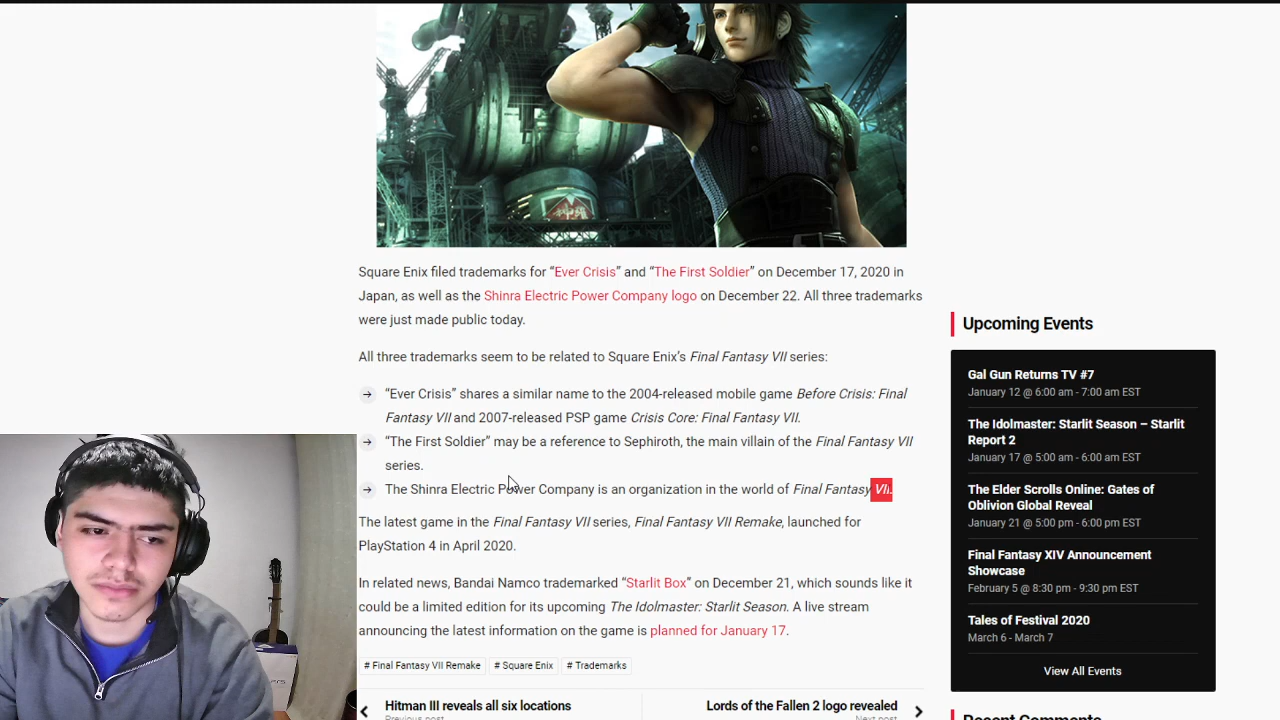 神羅
Square Enix filed trademarks for “Ever Crisis” and “The First Soldier” on December 17, 2020 in
Japan, as well as the Shinra Electric Power Company logo on December 22. All three trademarks
were just made public today.
All three trademarks seem to be related to Square Enix’s Final Fantasy VII series:
“Ever Crisis” shares a similar name to the 2004-released mobile game Before Crisis: Final
Fantasy VII and 2007-released PSP game Crisis Core: Final Fantasy VII.
“The First Soldier” may be a reference to Sephiroth, the main villain of the Final Fantasy VII
series.
The Shinra Electric Power Company is an organization in the world of Final Fantasy VII.
The latest game in the Final Fantasy VII series, Final Fantasy VII Remake, launched for
PlayStation 4 in April 2020.
In related news, Bandai Namco trademarked “Starlit Box” on December 21, which sounds like it
could be a limited edition for its upcoming The Idolmaster: Starlit Season. A live stream
announcing the latest information on the game is planned for January 17.
# Final Fantasy VII Remake # Square Enix # Trademarks
Hitman III reveals all six locations
Previous post
Lords of the Fallen 2 logo revealed
Next post
Upcoming Events
Gal Gun Returns TV #7
January 12 @ 6:00 am - 7:00 am EST
The Idolmaster: Starlit Season – Starlit
Report 2
January 17 @ 5:00 am - 6:00 am EST
The Elder Scrolls Online: Gates of
Oblivion Global Reveal
January 21 @ 5:00 pm - 6:00 pm EST
Final Fantasy XIV Announcement
Showcase
February 5 @ 8:30 pm - 9:30 pm EST
Tales of Festival 2020
March 6 - March 7
View All Events
Recent Comments